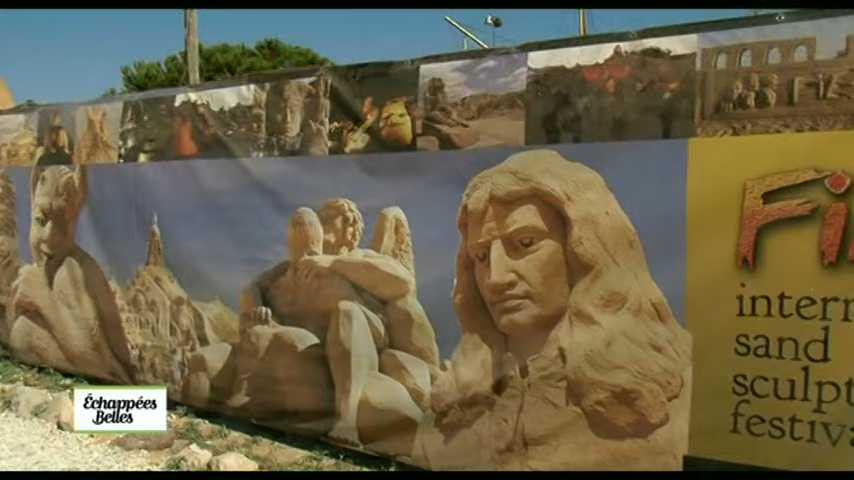 Fi
intern
sand
sculpt
festiva
Échappées
Belles